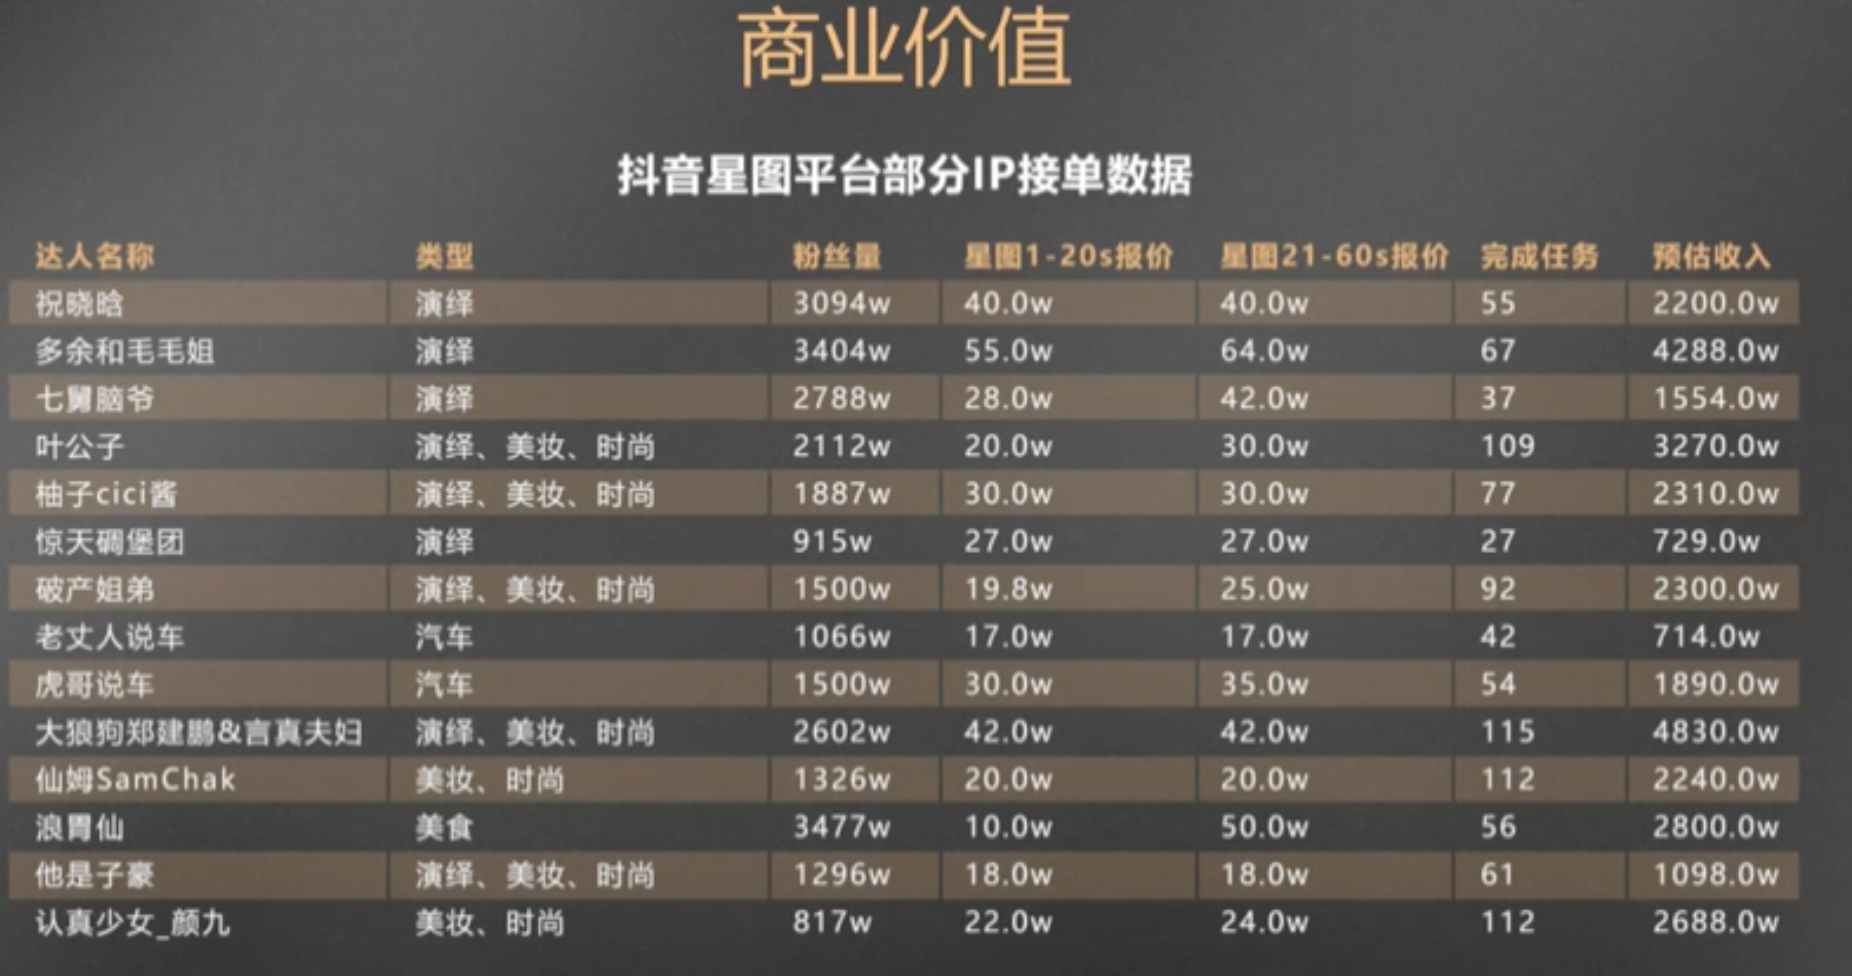 商业价值
抖音星图平台部分IP接单数据
达人名称 类型 粉丝量 星图1-20s报价 星图21-60s报价 完成任务 预估收入
祝晓晗 演绎 3094w 40.0w 40.0w 55 2200.0w
多余和毛毛姐 演绎 3404w 55.0w 64.0w 67 4288.0w
七舅脑爷 演绎 2788w 28.0w 42.0w 37 1554.0w
叶公子 演绎、美妆、时尚 2112w 20.0w 30.0w 109 3270.0w
柚子cici酱 演绎、美妆、时尚 1887w 30.0w 30.0w 77 2310.0w
惊天碉堡团 演绎 915w 27.0w 27.0w 27 729.0w
破产姐弟 演绎、美妆、时尚 1500w 19.8w 25.0w 92 2300.0w
老丈人说车 汽车 1066w 17.0w 17.0w 42 714.0w
虎哥说车 汽车 1500w 30.0w 35.0w 54 1890.0w
大狼狗郑建鹏&言真夫妇 演绎、美妆、时尚 2602w 42.0w 42.0w 115 4830.0w
仙姆SamChak 美妆、时尚 1326w 20.0w 20.0w 112 2240.0w
浪胃仙 美食 3477w 10.0w 50.0w 56 2800.0w
他是子豪 演绎、美妆、时尚 1296w 18.0w 18.0w 61 1098.0w
认真少女_颜九 美妆、时尚 817w 22.0w 24.0w 112 2688.0w